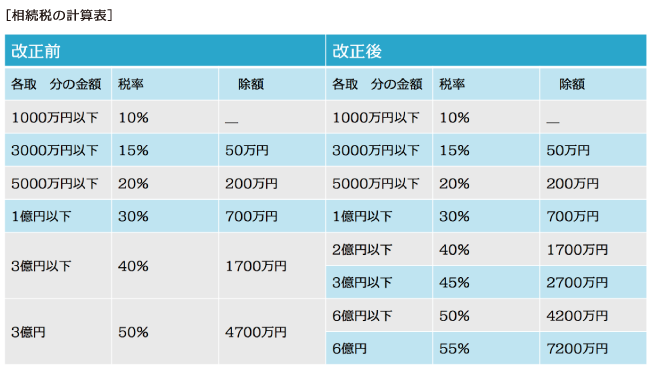 [相続税の計算表]
改正前 改正後
各取 分の金額 税率 除額 各取 分の金額 税率 除額
1000万円以下 10% — 1000万円以下 10% —
3000万円以下 15% 50万円 3000万円以下 15% 50万円
5000万円以下 20% 200万円 5000万円以下 20% 200万円
1億円以下 30% 700万円 1億円以下 30% 700万円
3億円以下 40% 1700万円 2億円以下 40% 1700万円
3億円以下 45% 2700万円
3億円 50% 4700万円 6億円以下 50% 4200万円
6億円 55% 7200万円